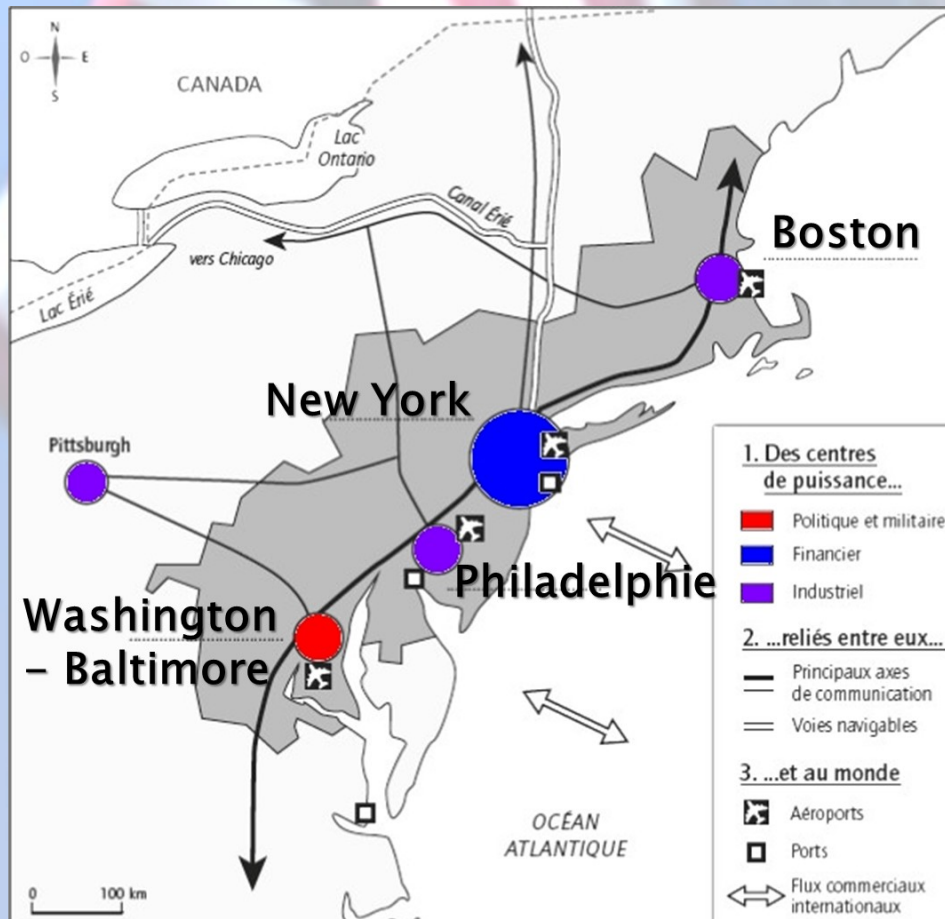 N
O
E
S
CANADA
Lac
Ontario
Canal Érié
vers Chicago
Lac Érié
Boston
New York
Pittsburgh
Philadelphie
Washington
– Baltimore
OCÉAN
ATLANTIQUE
0 100 km
1. Des centres
de puissance...
Politique et militaire
Financier
Industriel
2. ...reliés entre eux...
Principaux axes
de communication
Voies navigables
3. ...et au monde
Aéroports
Ports
Flux commerciaux
internationaux